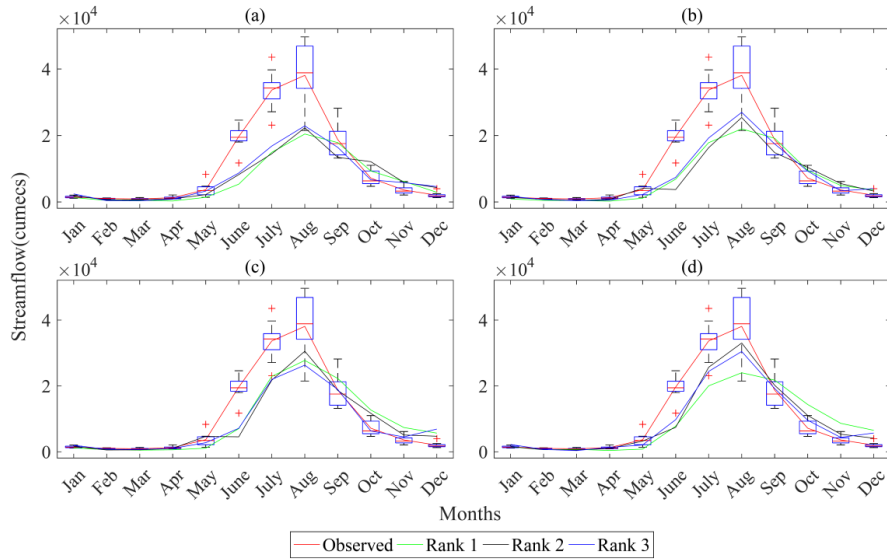 (a) (b)
×10⁴ ×10⁴
4 4
2 2
0 0
Jan Feb Mar Apr May June July Aug Sep Oct Nov Dec Jan Feb Mar Apr May June July Aug Sep Oct Nov Dec
Streamflow(cumecs)
(c) (d)
×10⁴ ×10⁴
4 4
2 2
0 0
Jan Feb Mar Apr May June July Aug Sep Oct Nov Dec Jan Feb Mar Apr May June July Aug Sep Oct Nov Dec
Months
Observed Rank 1 Rank 2 Rank 3